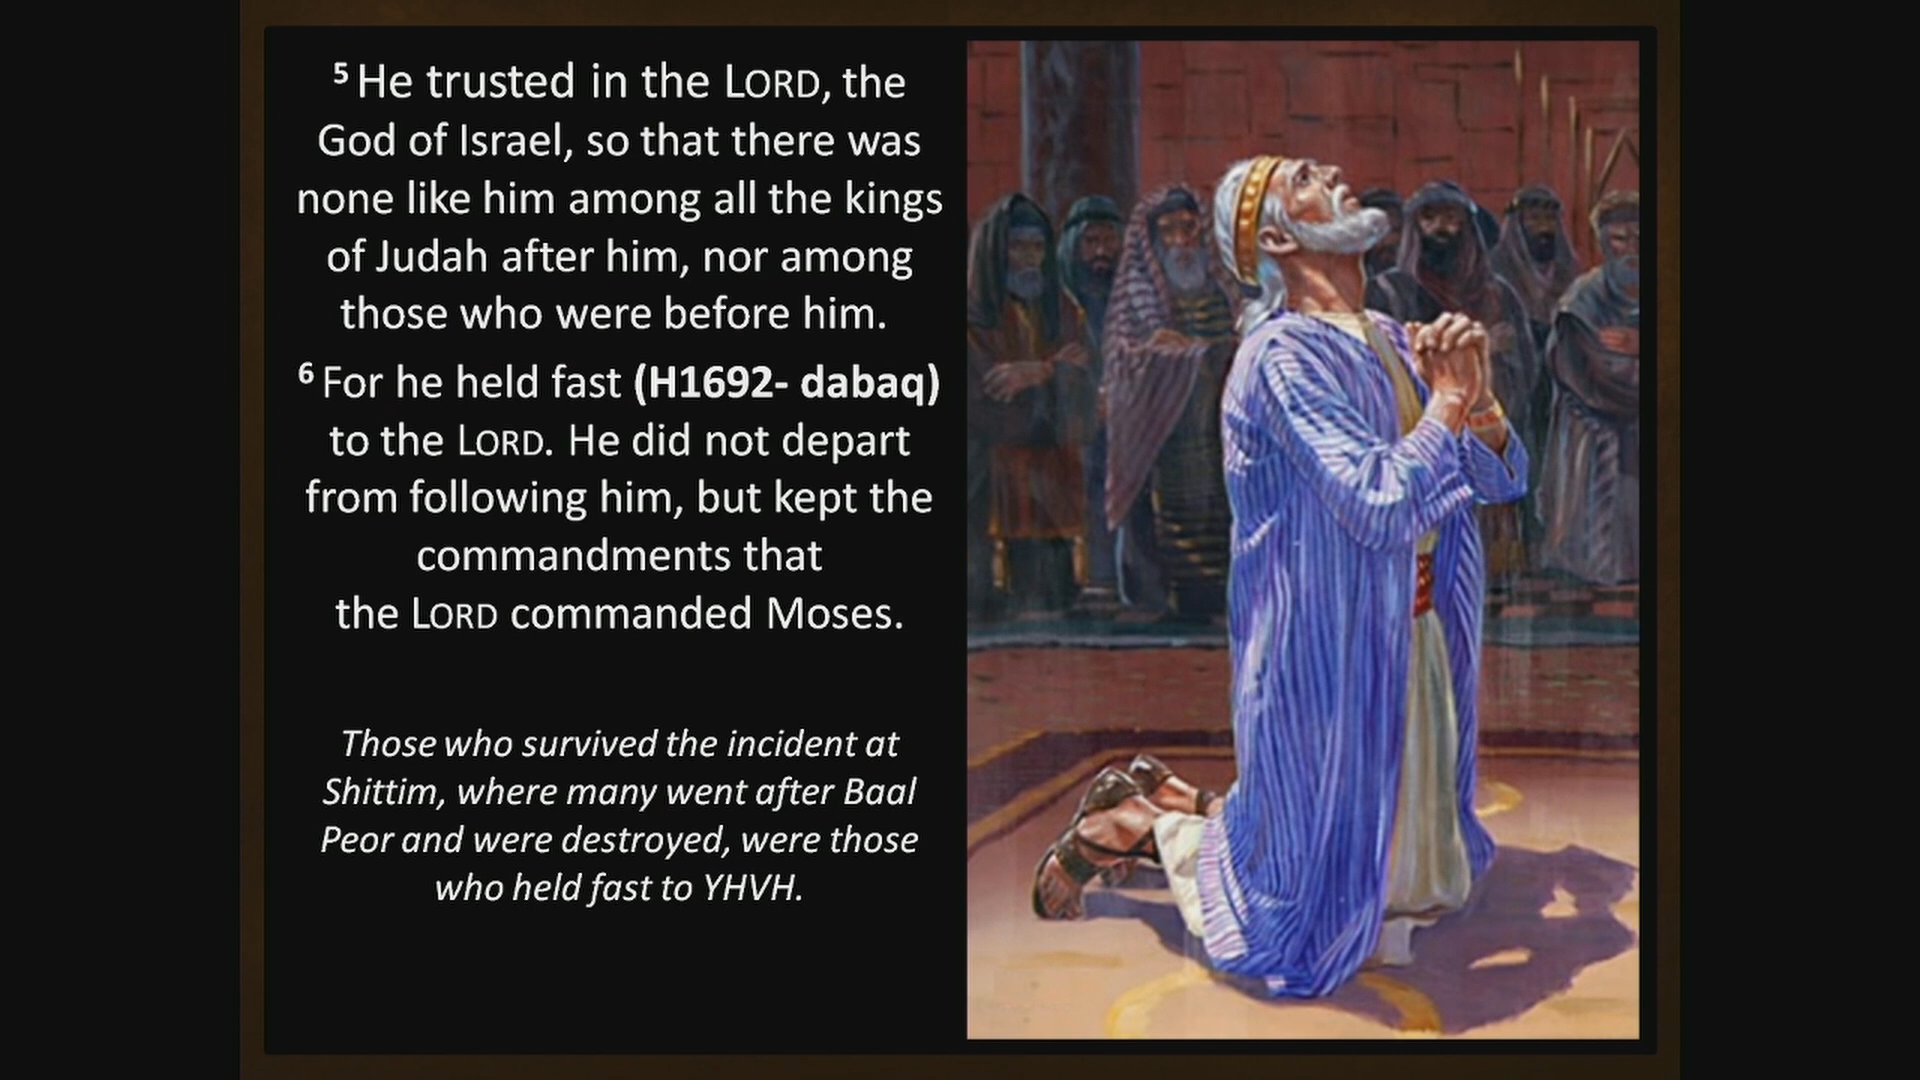 5 He trusted in the LORD, the
God of Israel, so that there was
none like him among all the kings
of Judah after him, nor among
those who were before him.
6 For he held fast (H1692- dabaq)
to the LORD. He did not depart
from following him, but kept the
commandments that
the LORD commanded Moses.
Those who survived the incident at
Shittim, where many went after Baal
Peor and were destroyed, were those
who held fast to YHVH.